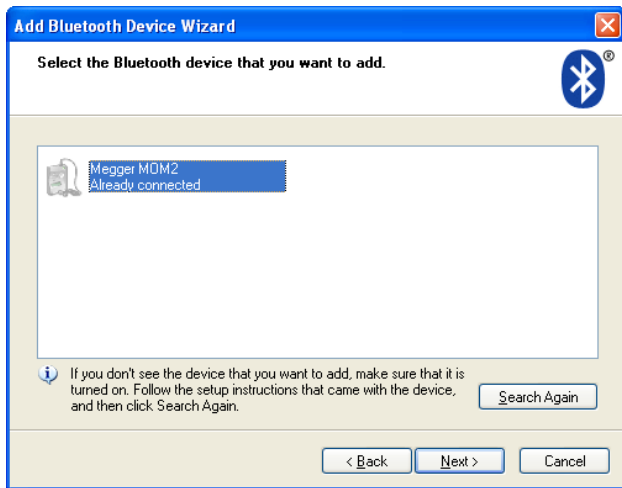 Add Bluetooth Device Wizard
Select the Bluetooth device that you want to add.
®
Megger MOM2
Already connected
If you don't see the device that you want to add, make sure that it is
turned on. Follow the setup instructions that came with the device,
and then click Search Again.
Search Again
< Back
Next >
Cancel